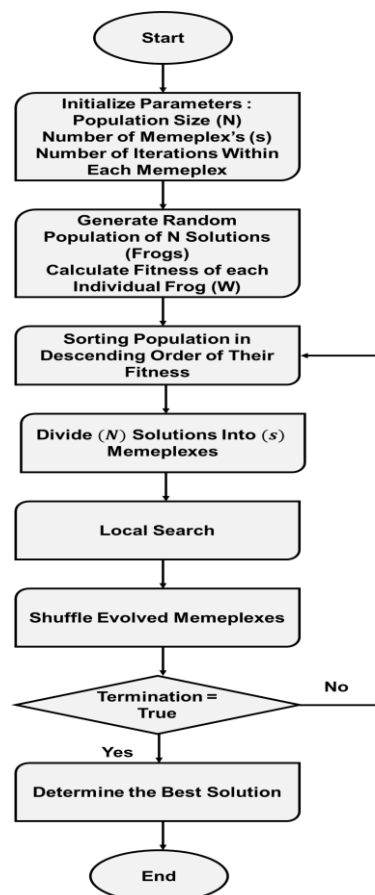 Start
Initialize Parameters :
Population Size (N)
Number of Memeplex's (s)
Number of Iterations Within
Each Memeplex
Generate Random
Population of N Solutions
(Frogs)
Calculate Fitness of each
Individual Frog (W)
Sorting Population in
Descending Order of Their
Fitness
Divide (N) Solutions Into (s)
Memeplexes
Local Search
Shuffle Evolved Memeplexes
Termination =
True
No
Yes
Determine the Best Solution
End